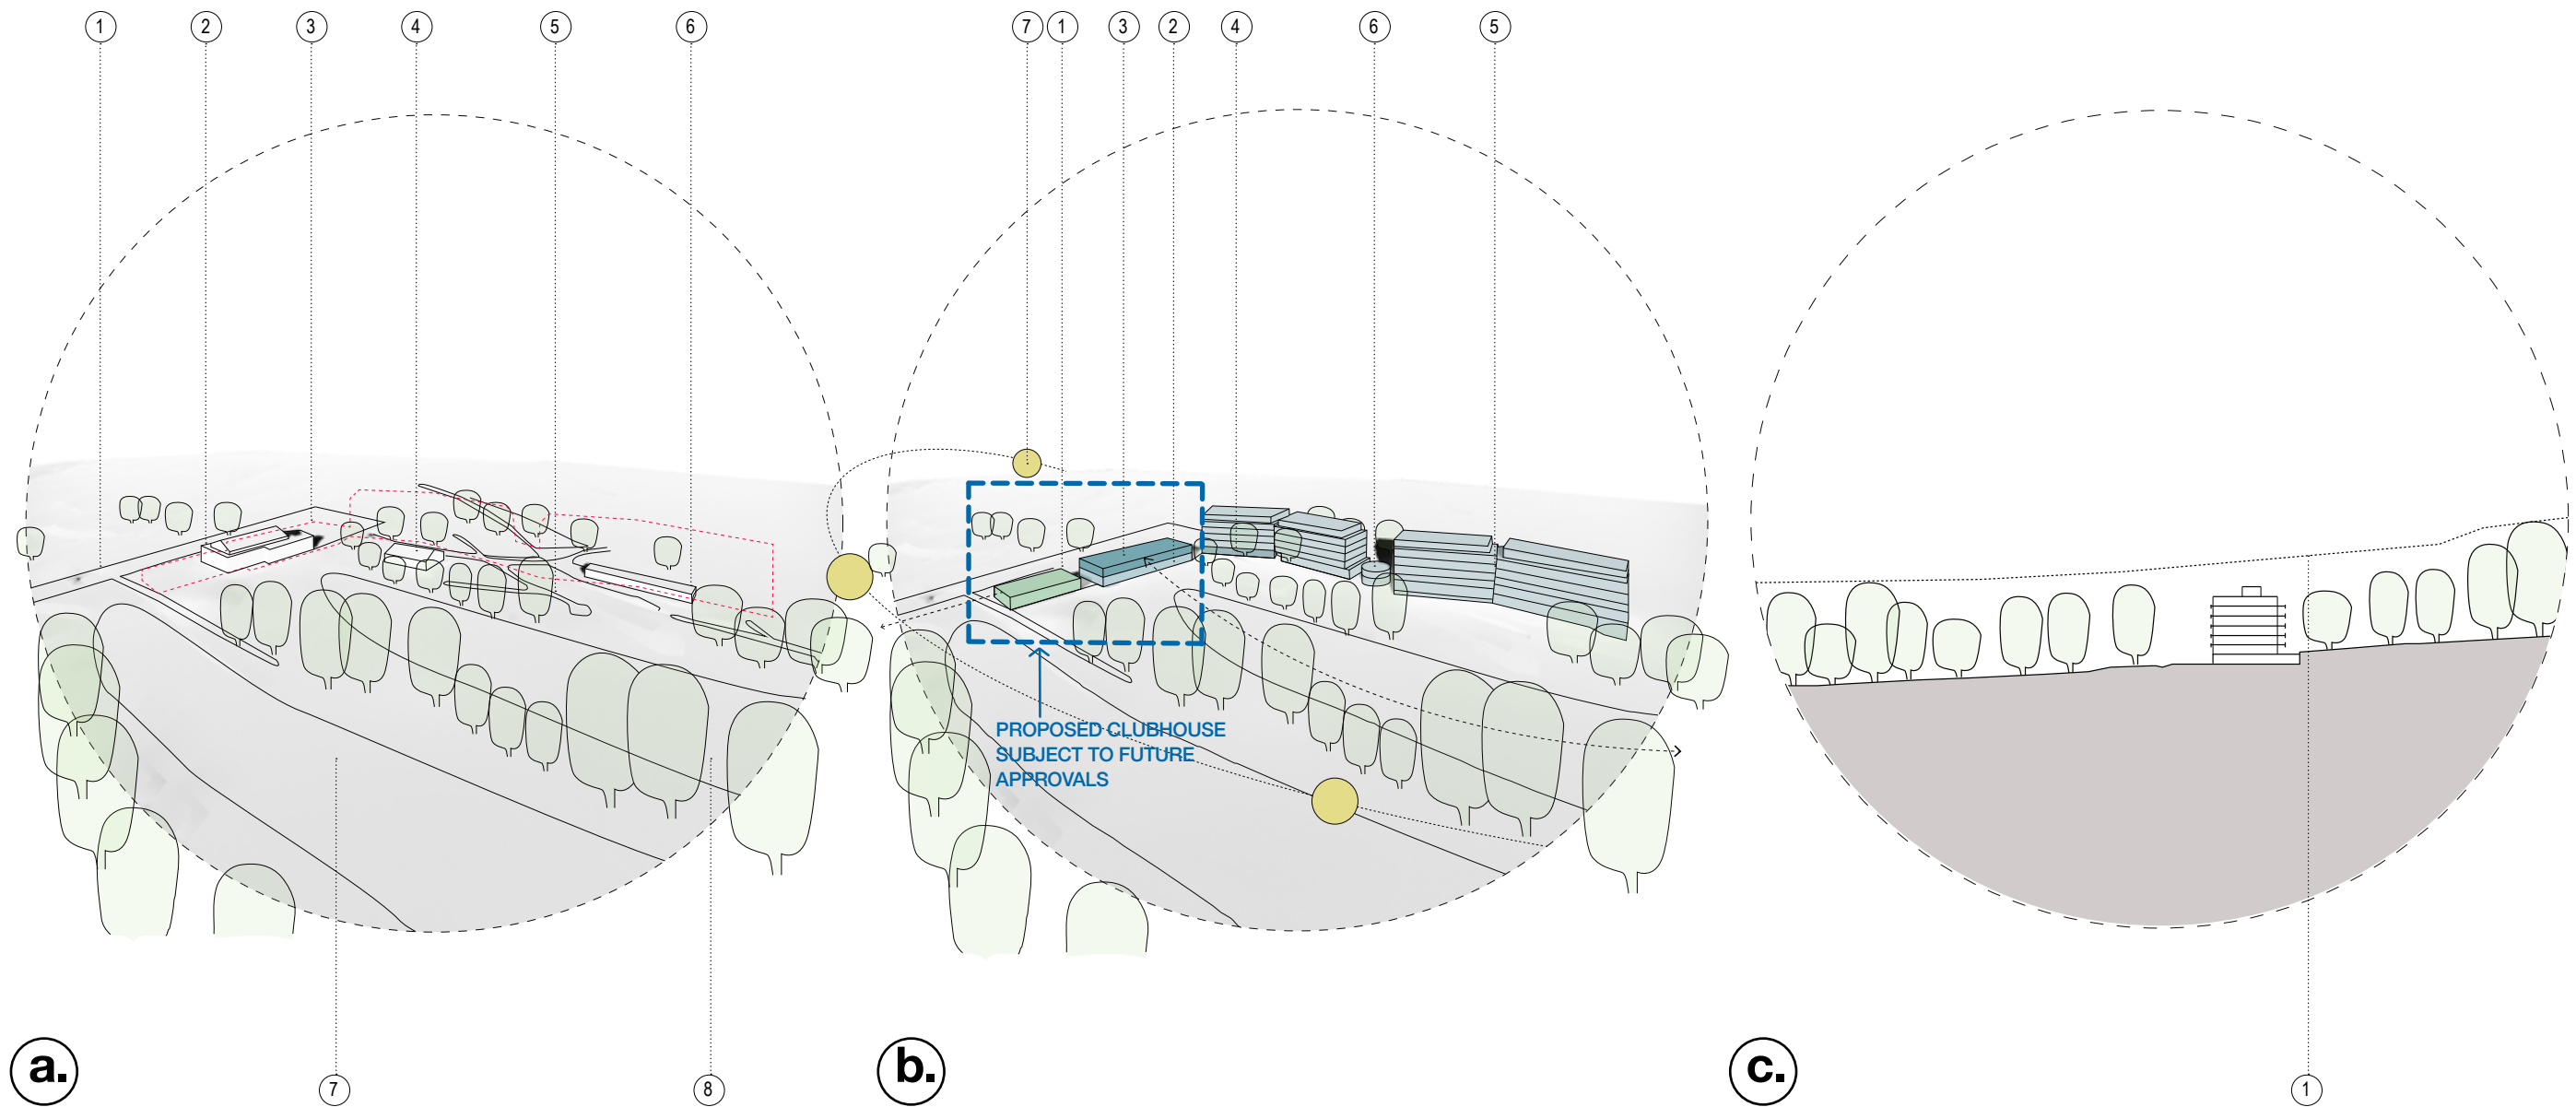 1 2 3 4 5 6
7 1 3 2 4 6 5
PROPOSED CLUBHOUSE
SUBJECT TO FUTURE
APPROVALS
a.
b.
c.
7
8
1